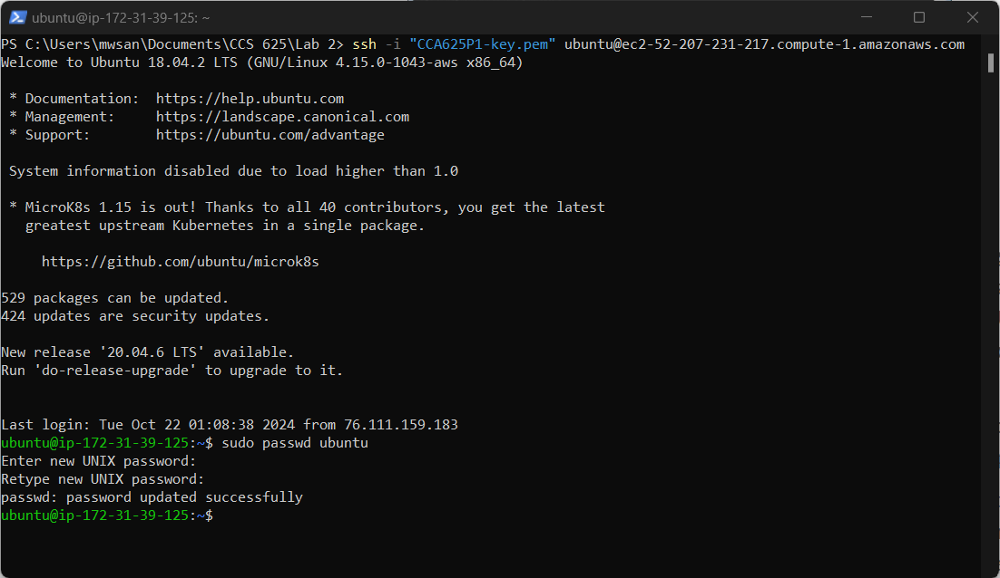 ubuntu@ip-172-31-39-125: ~
PS C:\Users\mwsan\Documents\CCS 625\Lab 2> ssh -i "CCA625P1-key.pem" ubuntu@ec2-52-207-231-217.compute-1.amazonaws.com
Welcome to Ubuntu 18.04.2 LTS (GNU/Linux 4.15.0-1043-aws x86_64)
* Documentation:  https://help.ubuntu.com
* Management:     https://landscape.canonical.com
* Support:        https://ubuntu.com/advantage
System information disabled due to load higher than 1.0
* MicroK8s 1.15 is out! Thanks to all 40 contributors, you get the latest
greatest upstream Kubernetes in a single package.
https://github.com/ubuntu/microk8s
529 packages can be updated.
424 updates are security updates.
New release '20.04.6 LTS' available.
Run 'do-release-upgrade' to upgrade to it.
Last login: Tue Oct 22 01:08:38 2024 from 76.111.159.183
ubuntu@ip-172-31-39-125:~$ sudo passwd ubuntu
Enter new UNIX password:
Retype new UNIX password:
passwd: password updated successfully
ubuntu@ip-172-31-39-125:~$